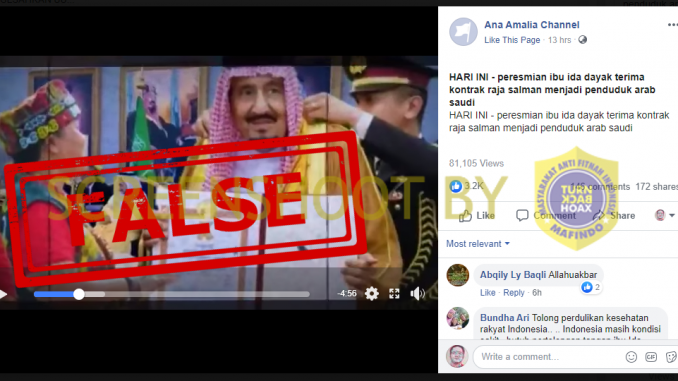 Ana Amalia Channel
Like This Page · 13 hrs ·
HARI INI - peresmian ibu ida dayak terima
kontrak raja salman menjadi penduduk arab
saudi
HARI INI - peresmian ibu ida dayak terima kontrak
raja salman menjadi penduduk arab saudi
81,105 Views
3.2K
145 comments 172 shares
Like Comment Share
Most relevant
Abqily Ly Baqli Allahuakbar
2
Like · Reply · 6h
Bundha Ari Tolong perdulikan kesehatan
rakyat Indonesia.. .. Indonesia masih kondisi
Write a comment...
GIF
-4:56
FALSE
SCREENSHOOT BY
MASYARAKAT ANTI FITNAH INDONESIA
TURN
BACK
HOAX
MAFINDO